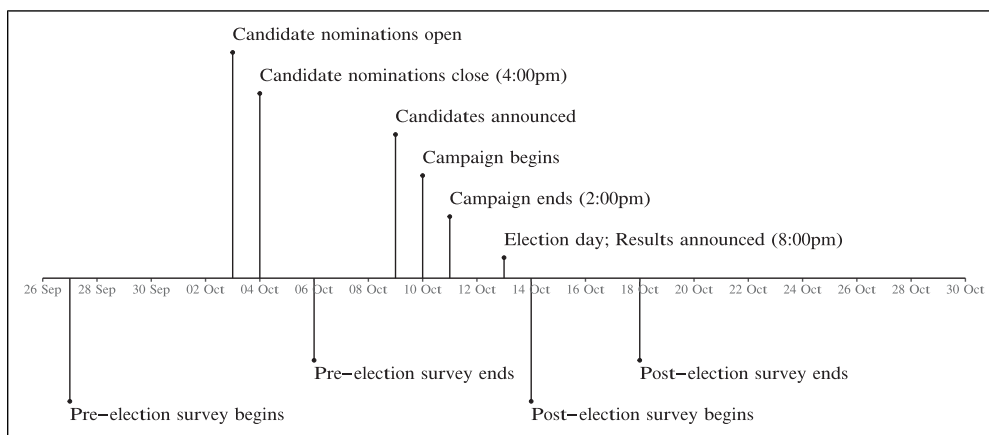 Candidate nominations open
Candidate nominations close (4:00pm)
Candidates announced
Campaign begins
Campaign ends (2:00pm)
Election day; Results announced (8:00pm)
26 Sep 28 Sep 30 Sep 02 Oct 04 Oct 06 Oct 08 Oct 10 Oct 12 Oct 14 Oct 16 Oct 18 Oct 20 Oct 22 Oct 24 Oct 26 Oct 28 Oct 30 Oct
Pre−election survey ends Post−election survey ends
Pre−election survey begins Post−election survey begins